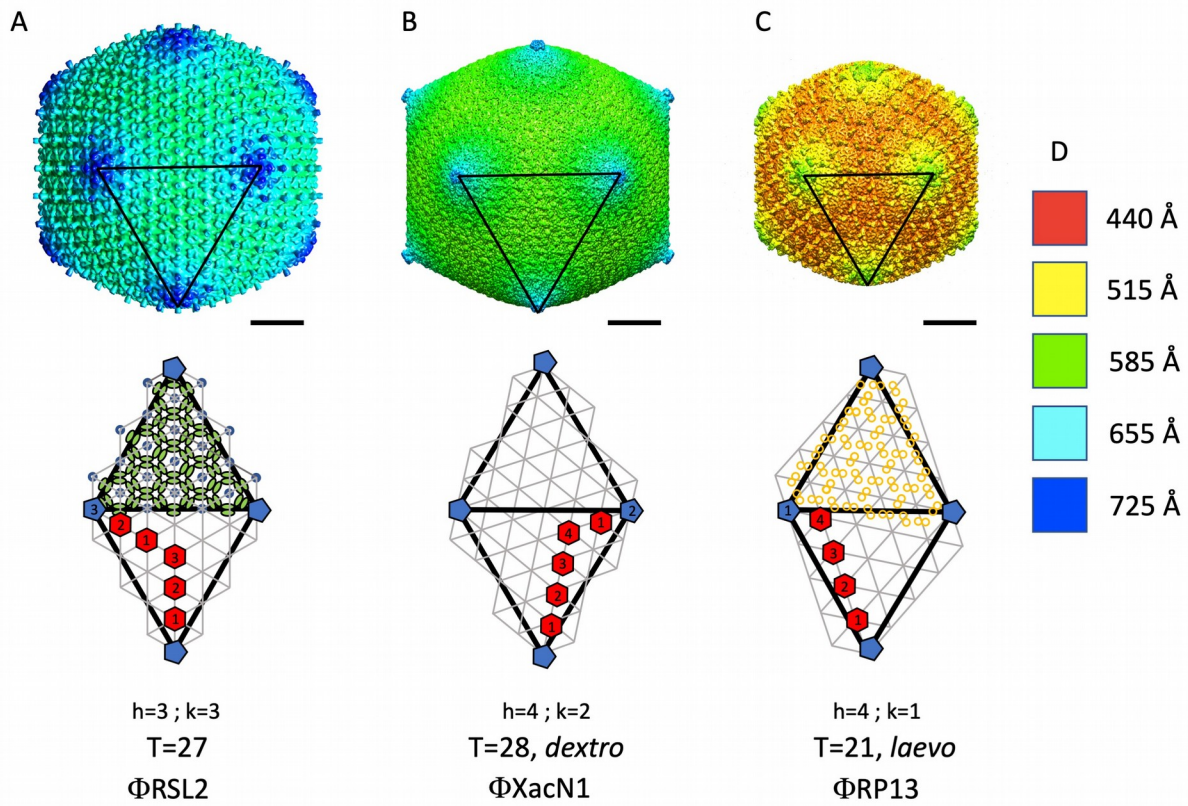 A
B
C
D
440 Å
515 Å
585 Å
655 Å
725 Å
3
2
1
3
2
1
2
1
4
3
2
1
1
4
3
2
1
h=3 ; k=3
T=27
ΦRSL2
h=4 ; k=2
T=28, dextro
ΦXacN1
h=4 ; k=1
T=21, laevo
ΦRP13